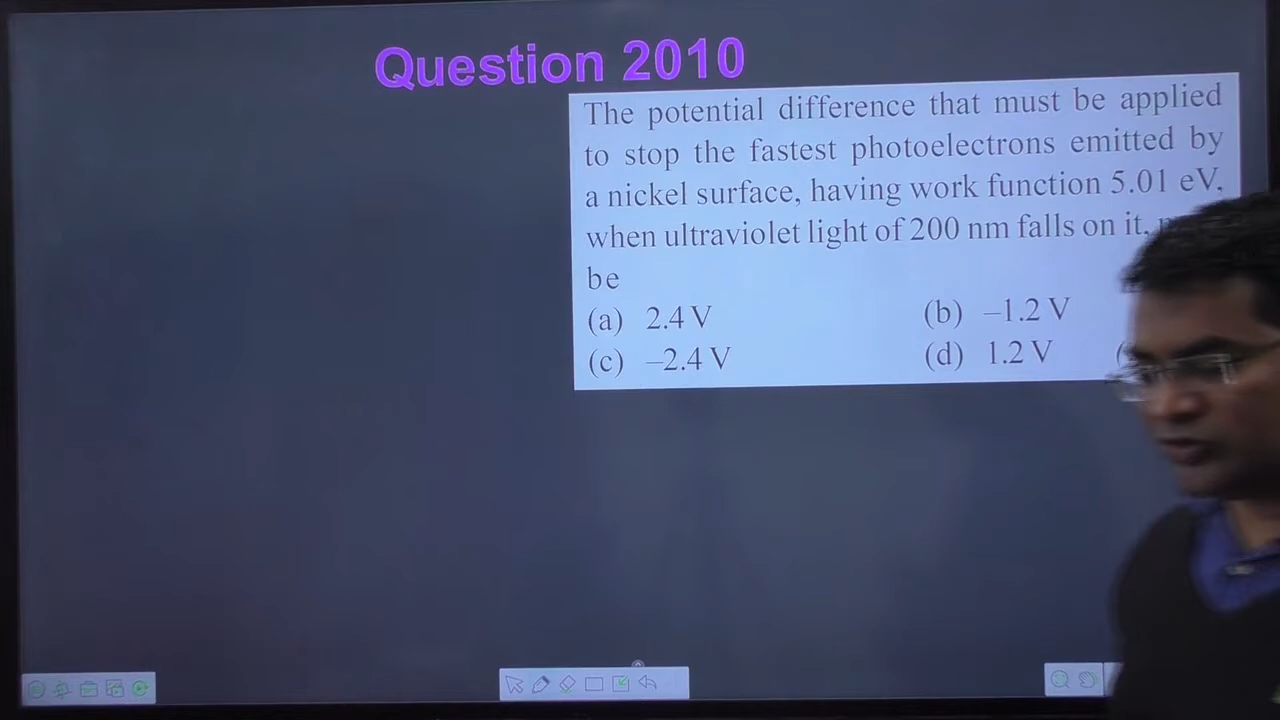 Question 2010
The potential difference that must be applied
to stop the fastest photoelectrons emitted by
a nickel surface, having work function 5.01 eV,
when ultraviolet light of 200 nm falls on it,
be
(a) 2.4 V (b) –1.2 V
(c) –2.4 V (d) 1.2 V